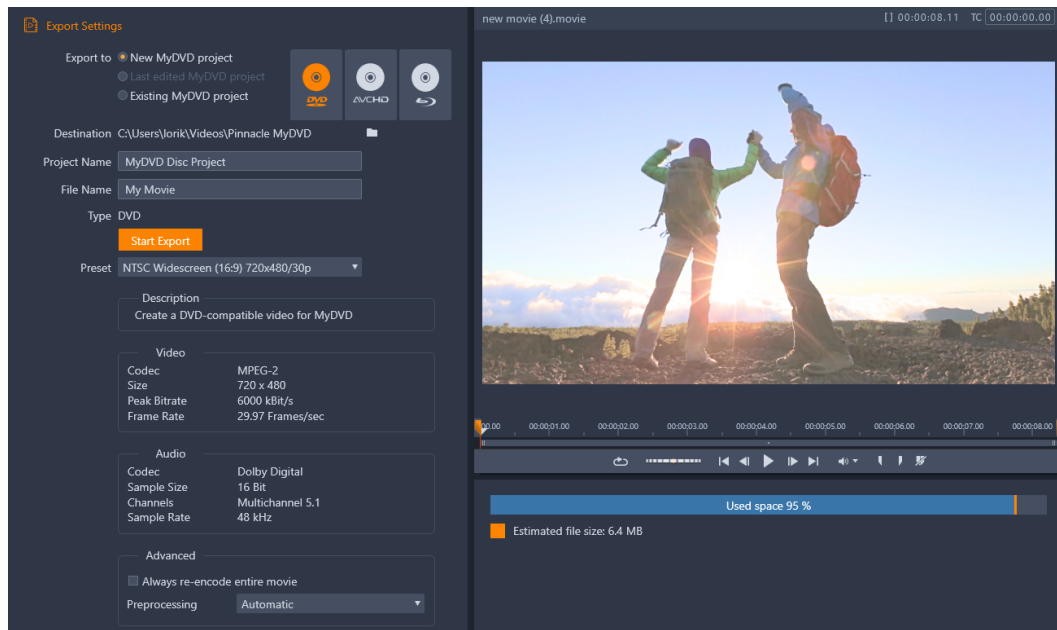 Export Settings
Export to New MyDVD project
Last edited MyDVD project
Existing MyDVD project
DVD
AVCHD
Destination C:\Users\lorik\Videos\Pinnacle MyDVD
Project Name MyDVD Disc Project
File Name My Movie
Type DVD
Start Export
Preset NTSC Widescreen (16:9) 720x480/30p
Description
Create a DVD-compatible video for MyDVD
Video
Codec MPEG-2
Size 720 x 480
Peak Bitrate 6000 kBit/s
Frame Rate 29.97 Frames/sec
Audio
Codec Dolby Digital
Sample Size 16 Bit
Channels Multichannel 5.1
Sample Rate 48 kHz
Advanced
Always re-encode entire movie
Preprocessing Automatic
new movie (4).movie [] 00:00:08.11 TC 00:00:00.00
00.00 00:00:01.00 00:00:02.00 00:00:03.00 00:00:04.00 00:00:05.00 00:00:06.00 00:00:07.00 00:00:08.00
Used space 95 %
Estimated file size: 6.4 MB